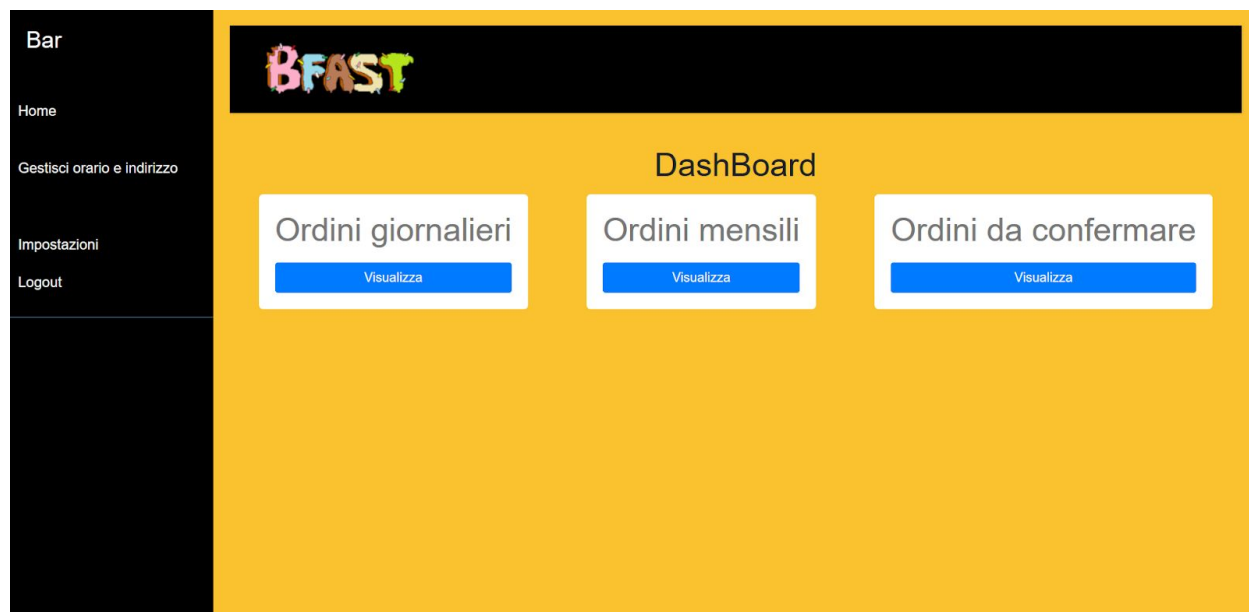 Bar
Home
Gestisci orario e indirizzo
Impostazioni
Logout
BFAST
DashBoard
Ordini giornalieri
Visualizza
Ordini mensili
Visualizza
Ordini da confermare
Visualizza